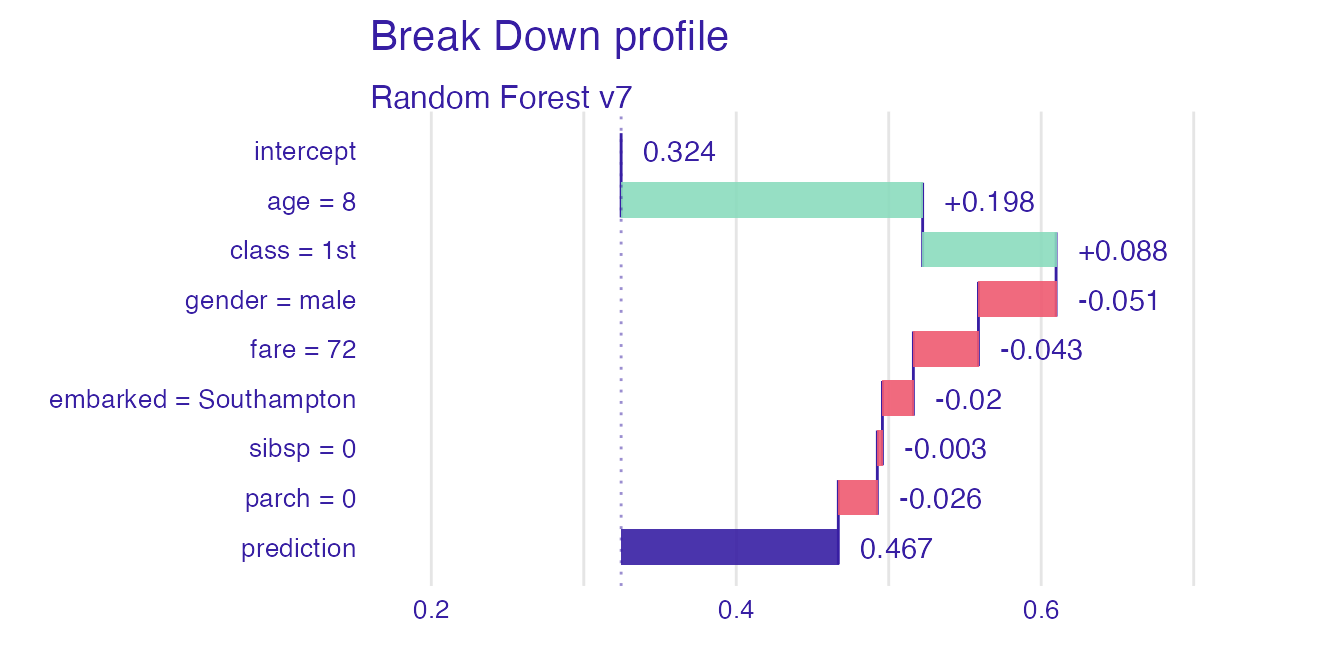 Break Down profile
Random Forest v7
intercept 0.324
age = 8 +0.198
class = 1st +0.088
gender = male -0.051
fare = 72 -0.043
embarked = Southampton -0.02
sibsp = 0 -0.003
parch = 0 -0.026
prediction 0.467
0.2 0.4 0.6